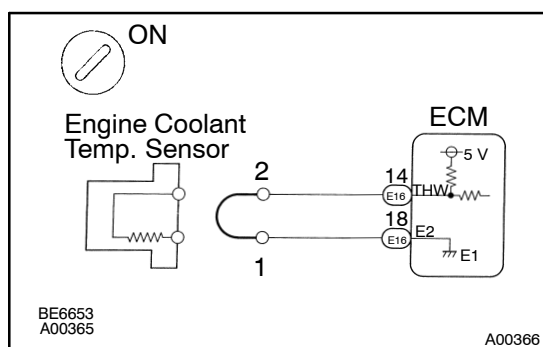 ON
Engine Coolant
Temp. Sensor
ECM
5 V
2
14
E16
THW
18
E16
E2
E1
1
BE6653
A00365
A00366